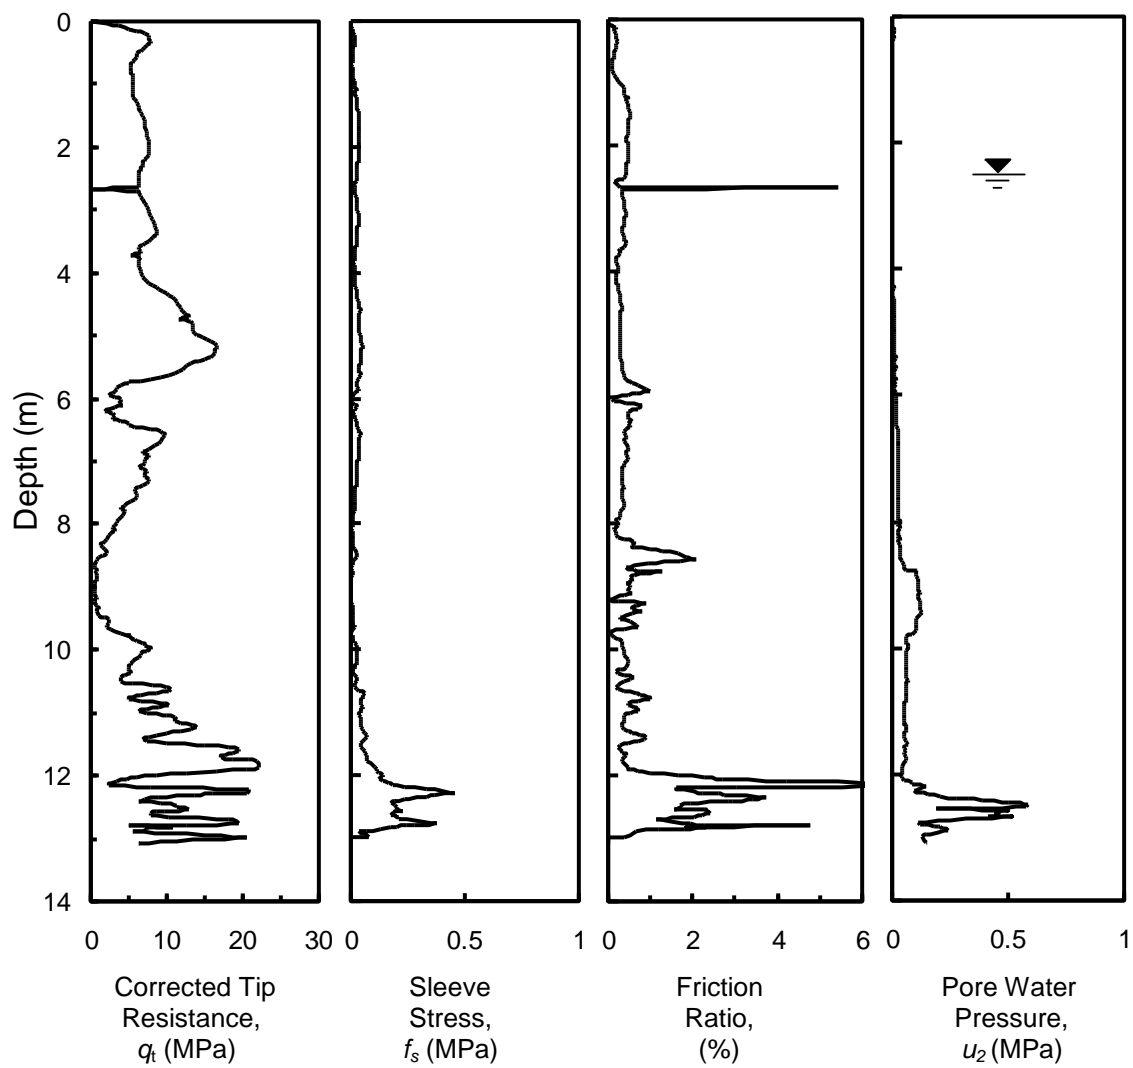 0
2
4
6
8
10
12
14
Depth (m)
0 10 20 30
0 0.5 1
0 2 4 6
0 0.5 1
Corrected Tip
Resistance,
qt (MPa)
Sleeve
Stress,
fs (MPa)
Friction
Ratio,
(%)
Pore Water
Pressure,
u2 (MPa)